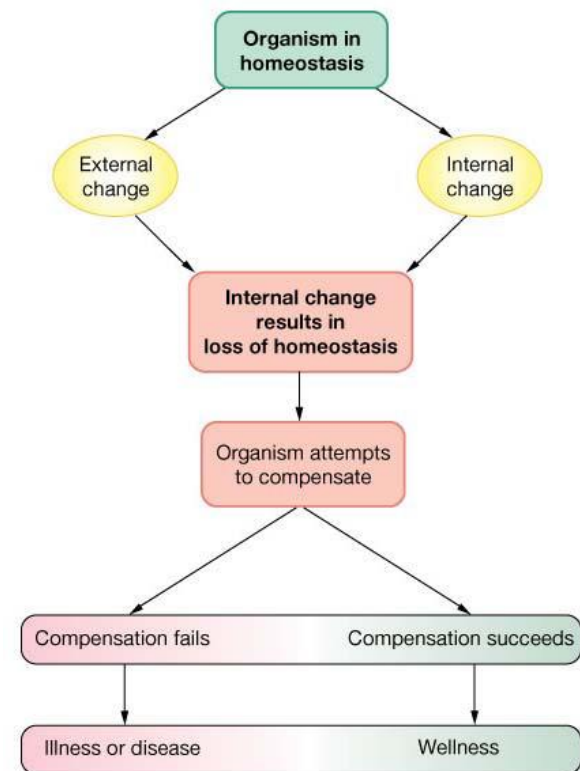 Organism in
homeostasis
External
change
Internal
change
Internal change
results in
loss of homeostasis
Organism attempts
to compensate
Compensation fails
Compensation succeeds
Illness or disease
Wellness